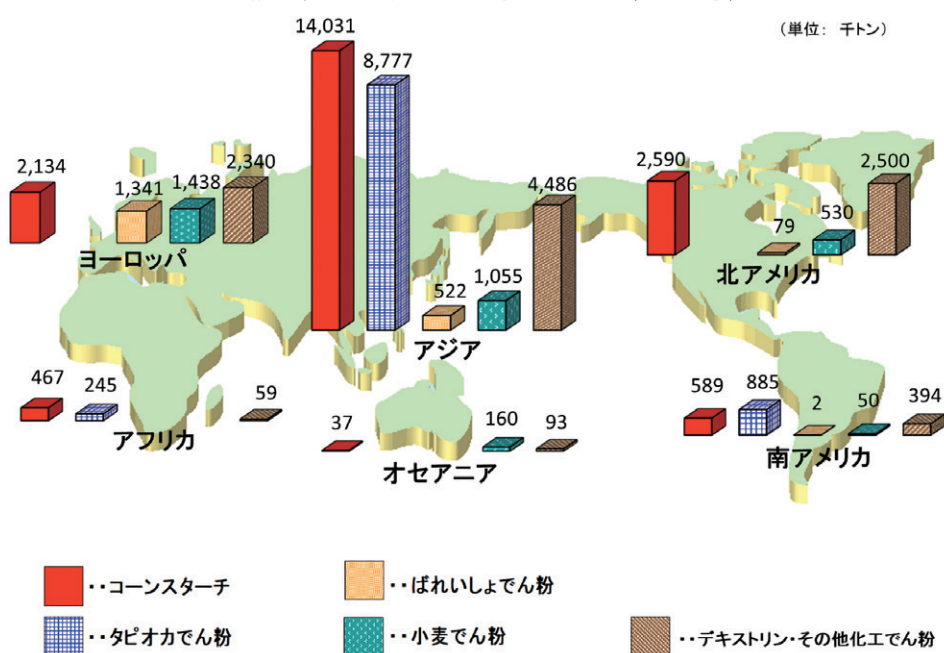 (単位: 千トン)
14,031
8,777
2,134
1,341
1,438
2,340
ヨーロッパ
4,486
522
1,055
アジア
2,590
79
530
2,500
北アメリカ
467
245
59
アフリカ
37
160
93
オセアニア
589
885
2
50
394
南アメリカ
・・コーンスターチ
・・ばれいしょでん粉
・・タピオカでん粉
・・小麦でん粉
・・デキストリン・その他化工でん粉